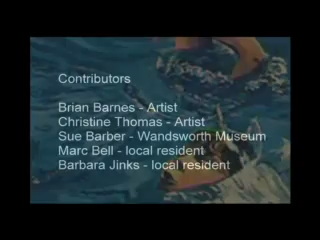 Contributors
Brian Barnes - Artist
Christine Thomas - Artist
Sue Barber - Wandsworth Museum
Marc Bell - local resident
Barbara Jinks - local resident